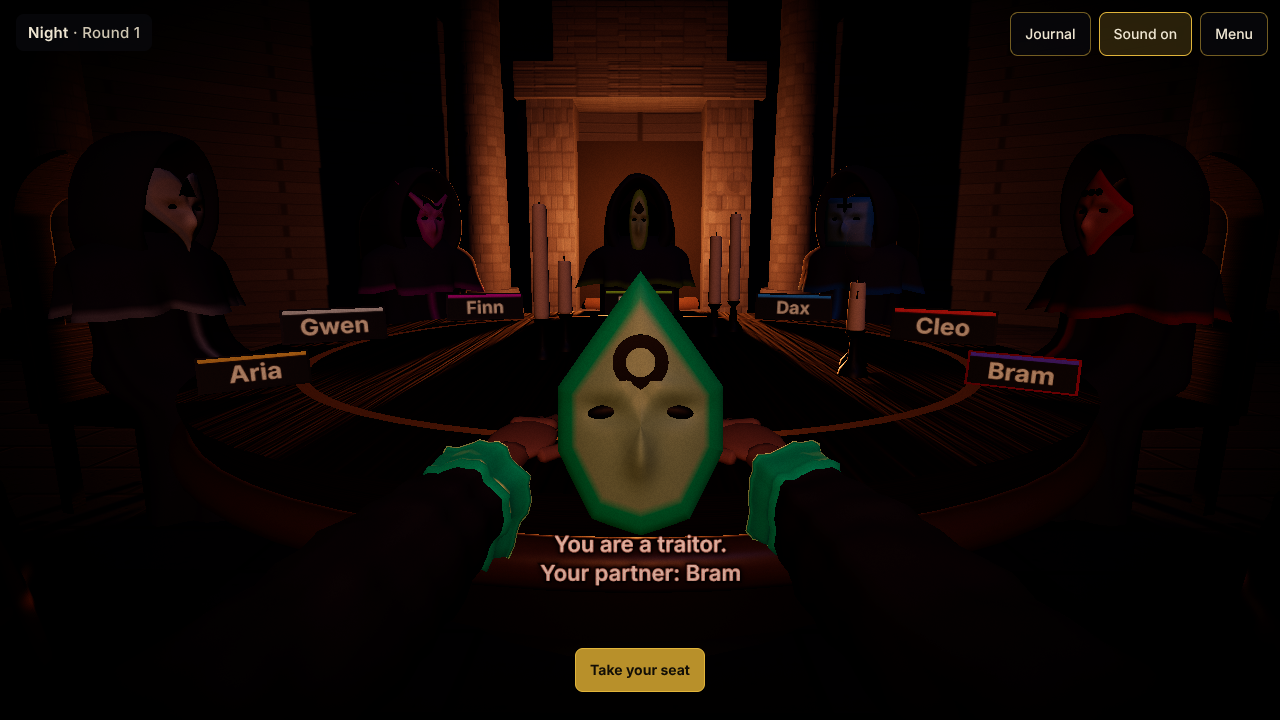 Night · Round 1
Journal
Sound on
Menu
Finn
Dax
Gwen
Cleo
Aria
Bram
You are a traitor.
Your partner: Bram
Take your seat